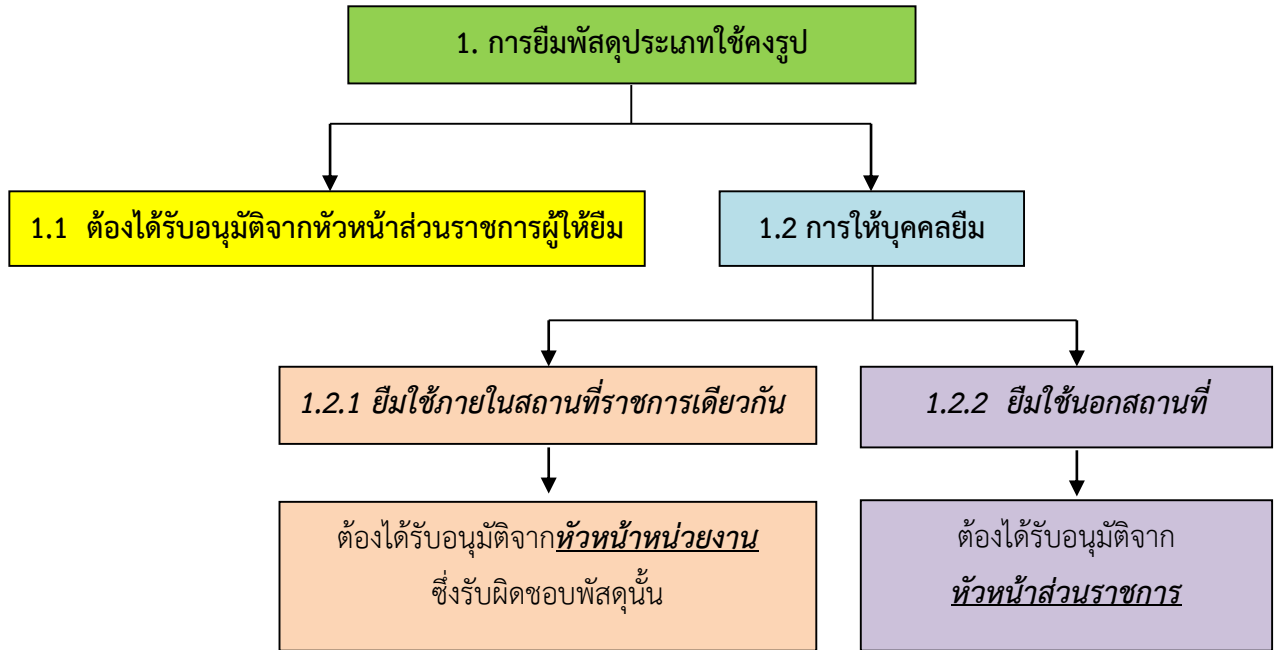 1. การยืมพัสดุประเภทใช้คงรูป
1.1 ต้องได้รับอนุมัติจากหัวหน้าส่วนราชการผู้ให้ยืม
1.2 การให้บุคคลยืม
1.2.1 ยืมใช้ภายในสถานที่ราชการเดียวกัน
1.2.2 ยืมใช้นอกสถานที่
ต้องได้รับอนุมัติจากหัวหน้าหน่วยงาน
ซึ่งรับผิดชอบพัสดุนั้น
ต้องได้รับอนุมัติจาก
หัวหน้าส่วนราชการ